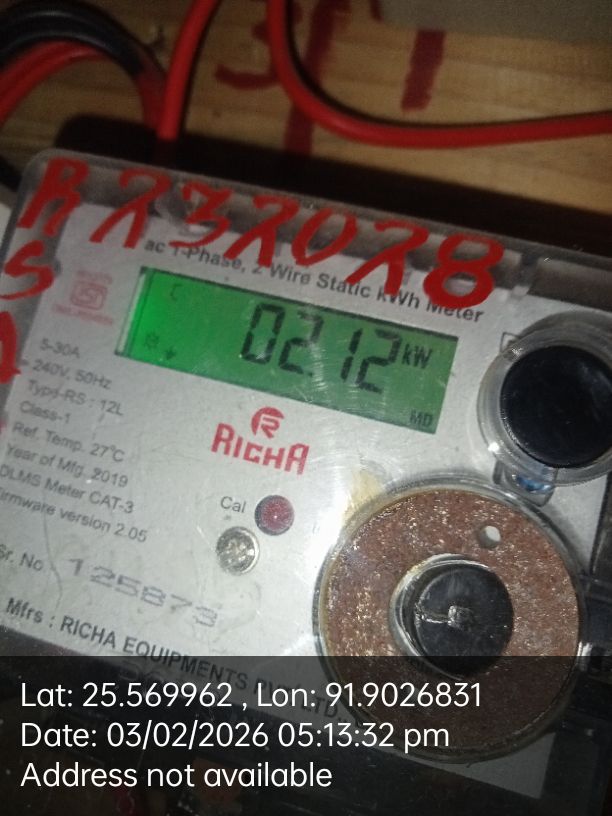 R232028
S
ac 1-Phase, 2 Wire Static kWh Meter
C
0212 kW
MD
5-30A
240V, 50Hz
Type-RS : 12L
Class-1
Ref. Temp. 27°C
Year of Mfg. 2019
DLMS Meter CAT-3
Firmware version 2.05
R
RICHA
Cal
Sr. No. 125873
Mfrs : RICHA EQUIPMENTS
Lat: 25.569962 , Lon: 91.9026831
Date: 03/02/2026 05:13:32 pm
Address not available